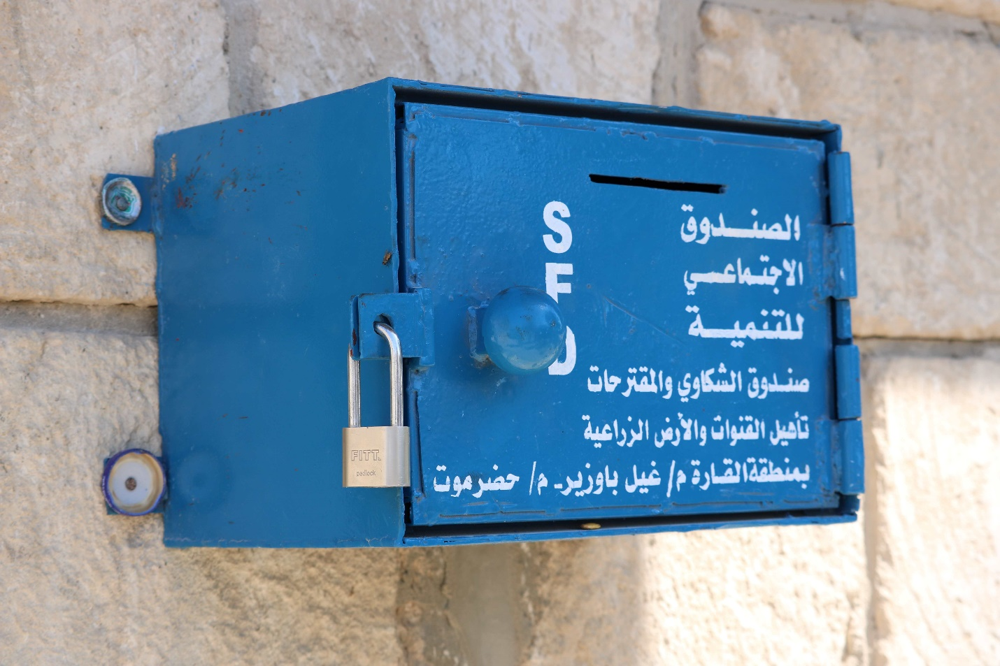 الصندوق
الاجتماعي
للتنمية
S
F
D
صندوق الشكاوي والمقترحات
تأهيل القنوات والأرض الزراعية
بمنطقة القارة م/ غيل باوزير - م/ حضرموت
FITT.
padlock